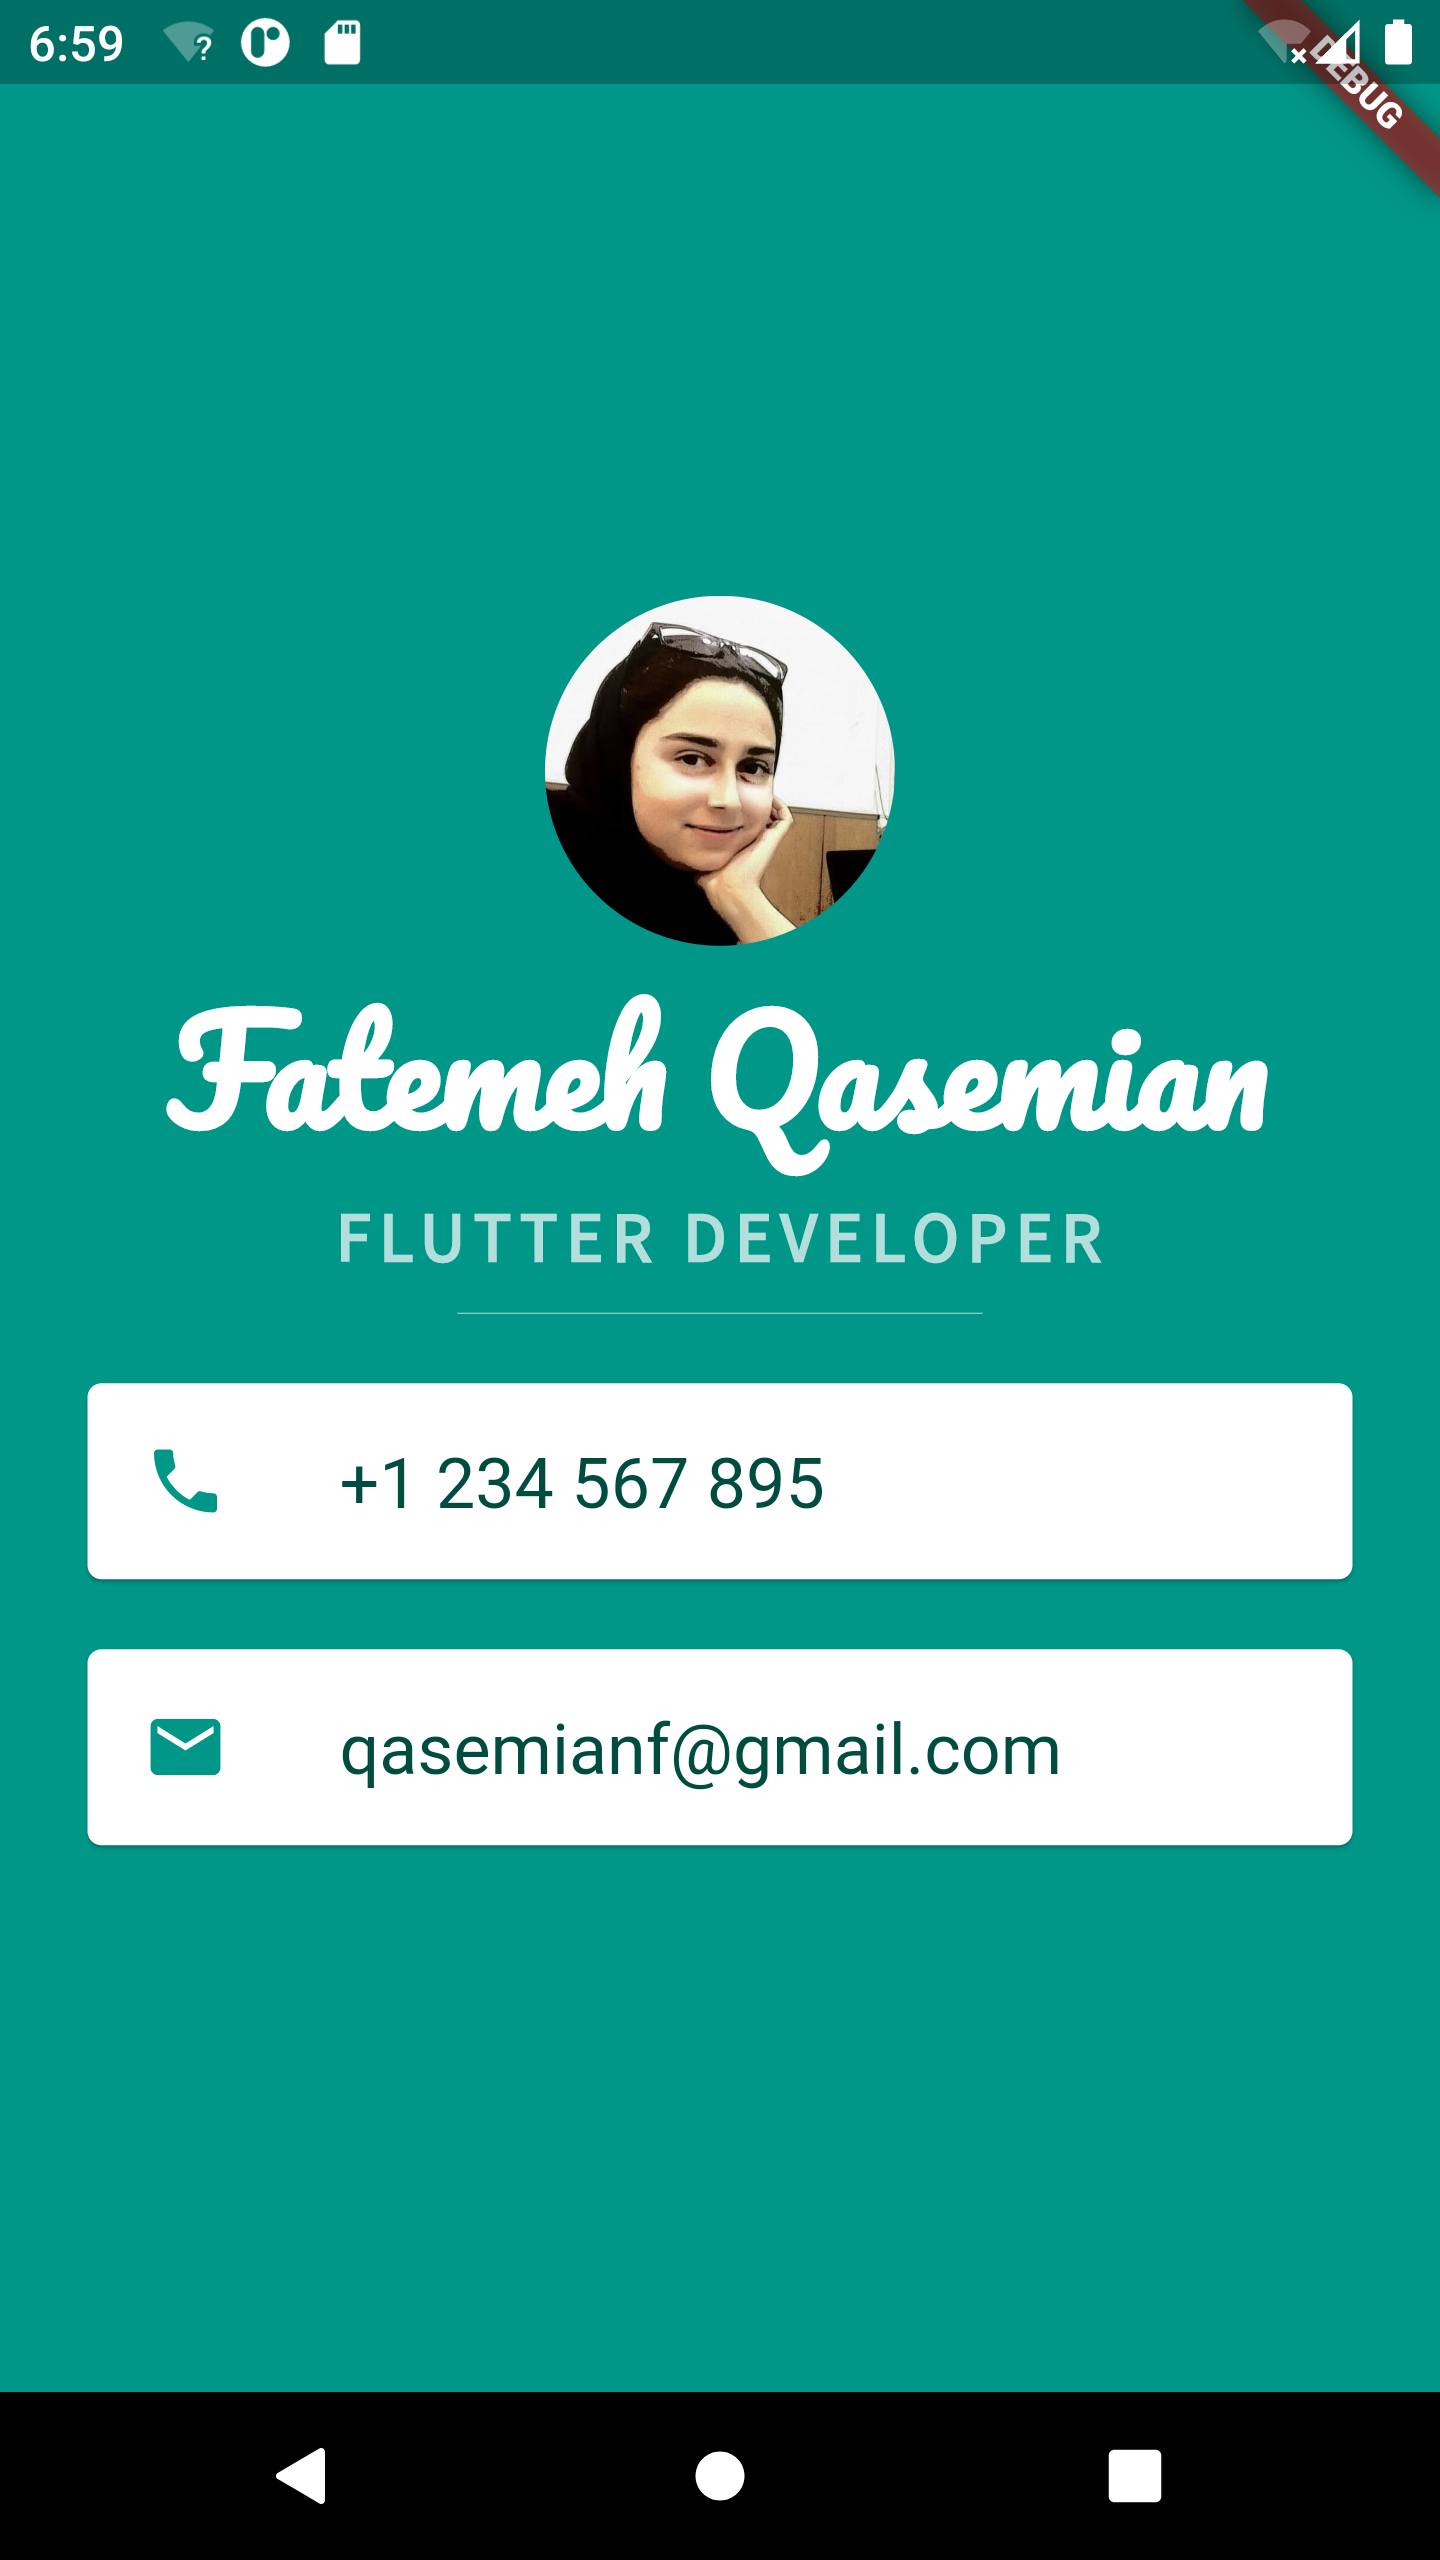 6:59
DEBUG
Fatemeh Qasemian
FLUTTER DEVELOPER
+1 234 567 895
qasemianf@gmail.com